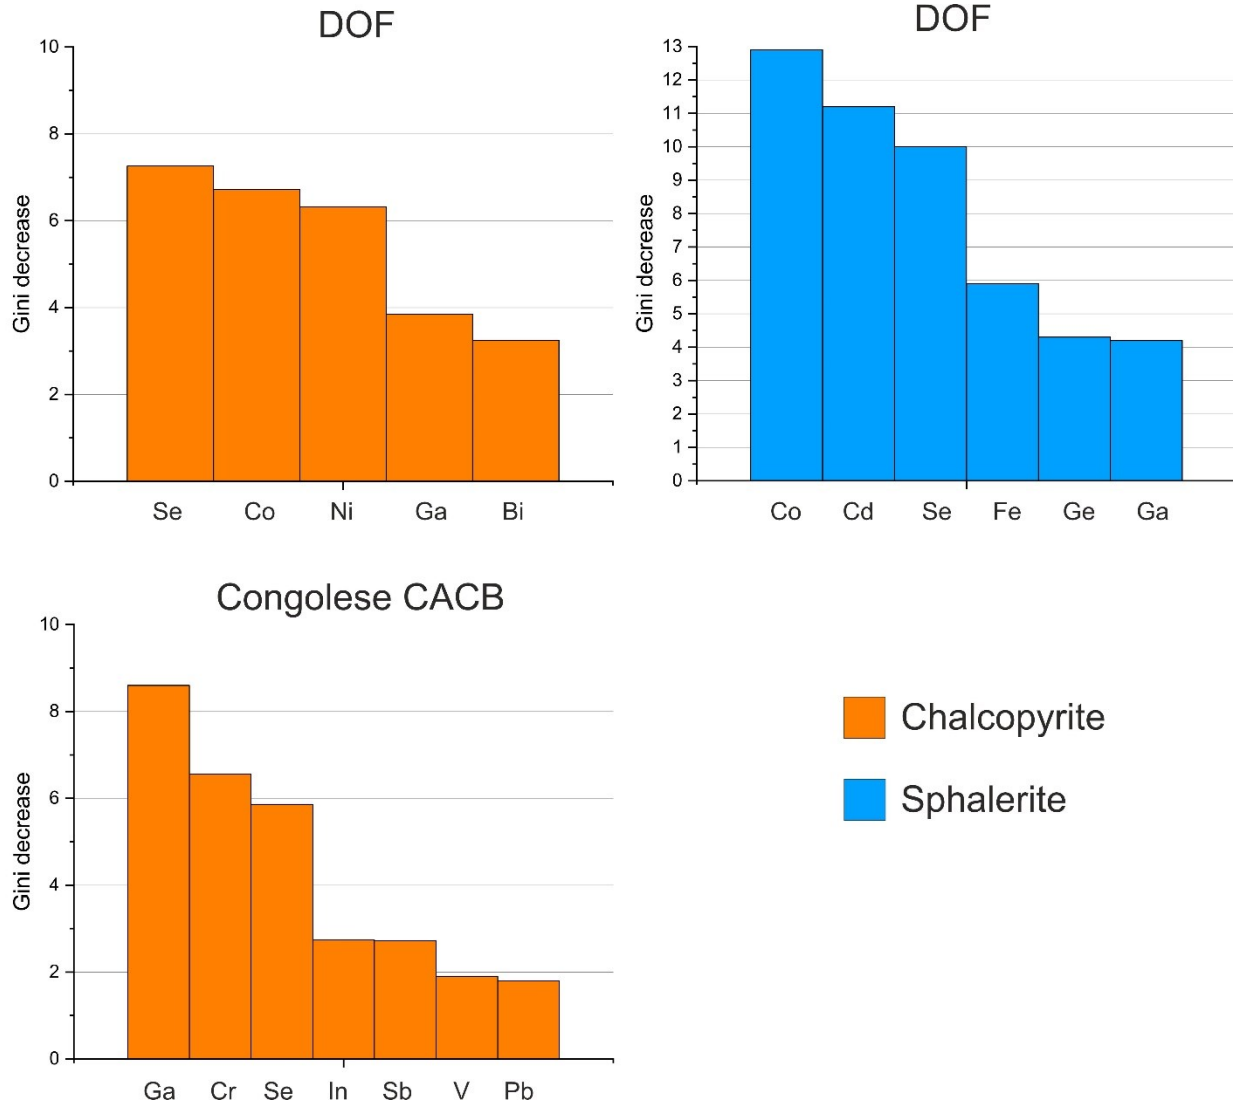 DOF
10
8
6
4
2
0
Gini decrease
Se Co Ni Ga Bi
DOF
13
12
11
10
9
8
7
6
5
4
3
2
1
0
Gini decrease
Co Cd Se Fe Ge Ga
Congolese CACB
10
8
6
4
2
0
Gini decrease
Ga Cr Se In Sb V Pb
Chalcopyrite
Sphalerite